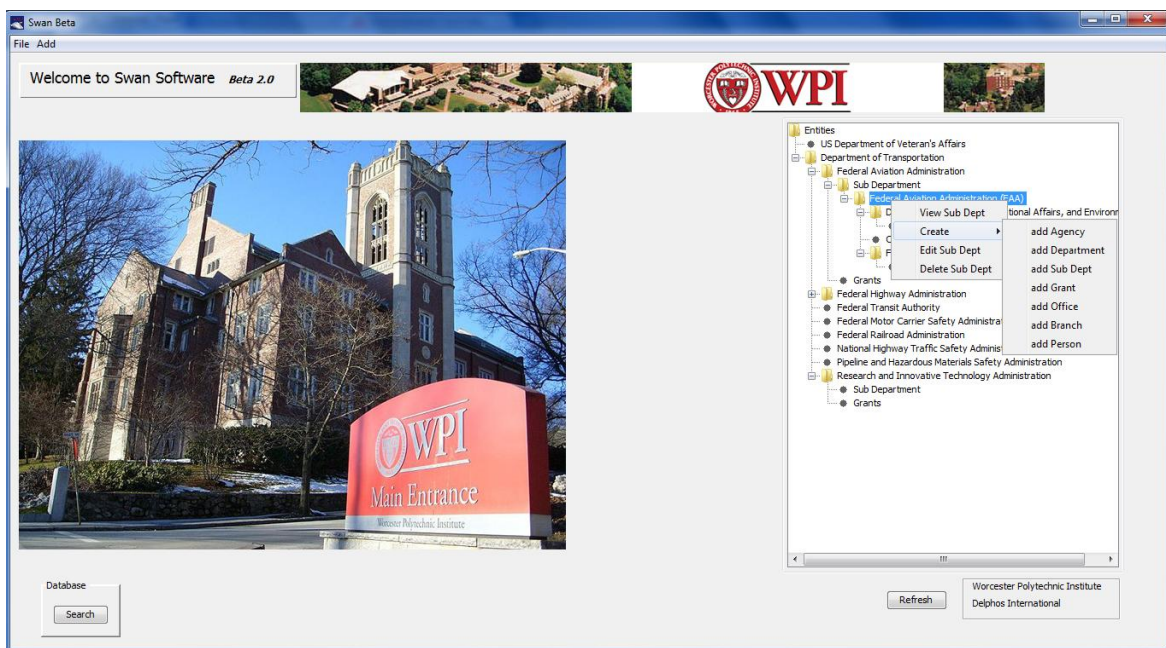 Swan Beta
File Add
Welcome to Swan Software Beta 2.0
WORCESTER POLYTECHNIC INSTITUTE
WPI
WPI
Main Entrance
Worcester Polytechnic Institute
Entities
US Department of Veteran's Affairs
Department of Transportation
Federal Aviation Administration
Sub Department
Federal Aviation Administration (FAA)
D
tional Affairs, and Environm
C
F
Grants
Federal Highway Administration
Federal Transit Authority
Federal Motor Carrier Safety Administrat
Federal Railroad Administration
National Highway Traffic Safety Adminis
Pipeline and Hazardous Materials Safety Administration
Research and Innovative Technology Administration
Sub Department
Grants
View Sub Dept
Create
Edit Sub Dept
Delete Sub Dept
add Agency
add Department
add Sub Dept
add Grant
add Office
add Branch
add Person
Database
Search
Refresh
Worcester Polytechnic Institute
Delphos International